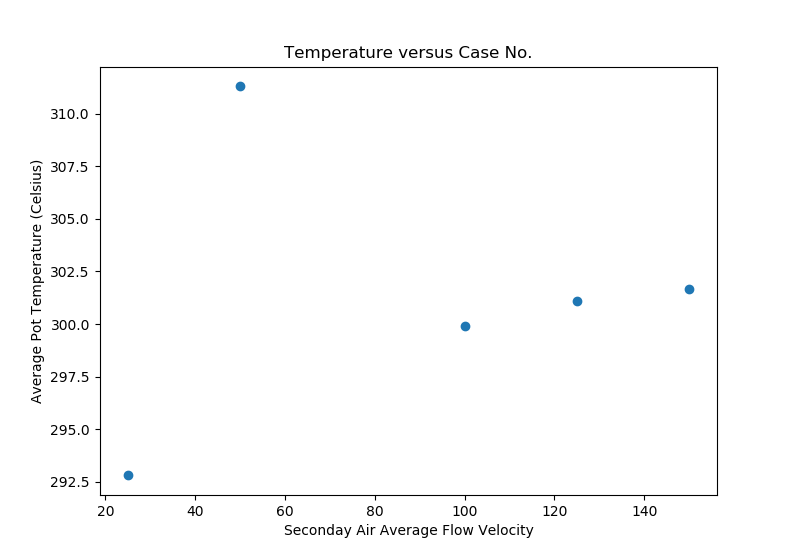 Temperature versus Case No.
310.0
307.5
305.0
302.5
300.0
297.5
295.0
292.5
Average Pot Temperature (Celsius)
20 40 60 80 100 120 140
Seconday Air Average Flow Velocity